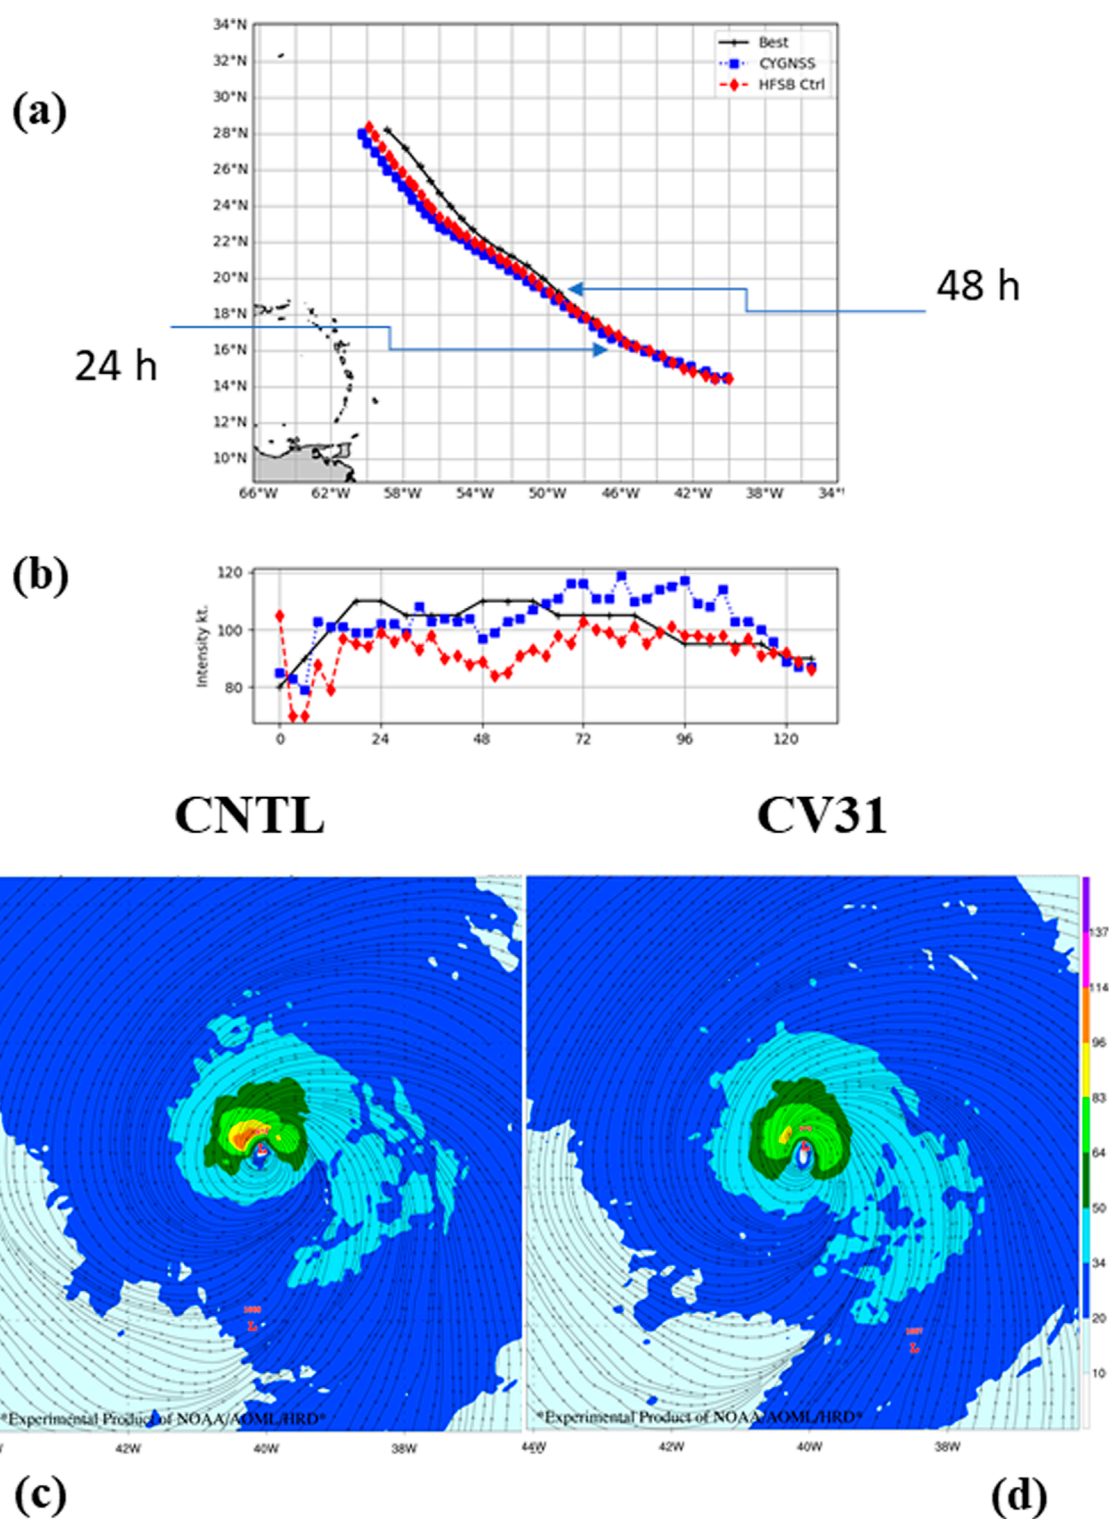 (a)
34°N
32°N
30°N
28°N
26°N
24°N
22°N
20°N
18°N
16°N
14°N
12°N
10°N
Best
CYGNSS
HFSB Ctrl
48 h
24 h
66°W 62°W 58°W 54°W 50°W 46°W 42°W 38°W 34°
(b)
Intensity kt.
120
100
80
0 24 48 72 96 120
CNTL CV31
137
114
96
83
64
50
34
20
10
L
L
L
L
*Experimental Product of NOAA/AOML/HRD* *Experimental Product of NOAA/AOML/HRD*
42W 40W 38W 42W 40W 38W
(c) (d)